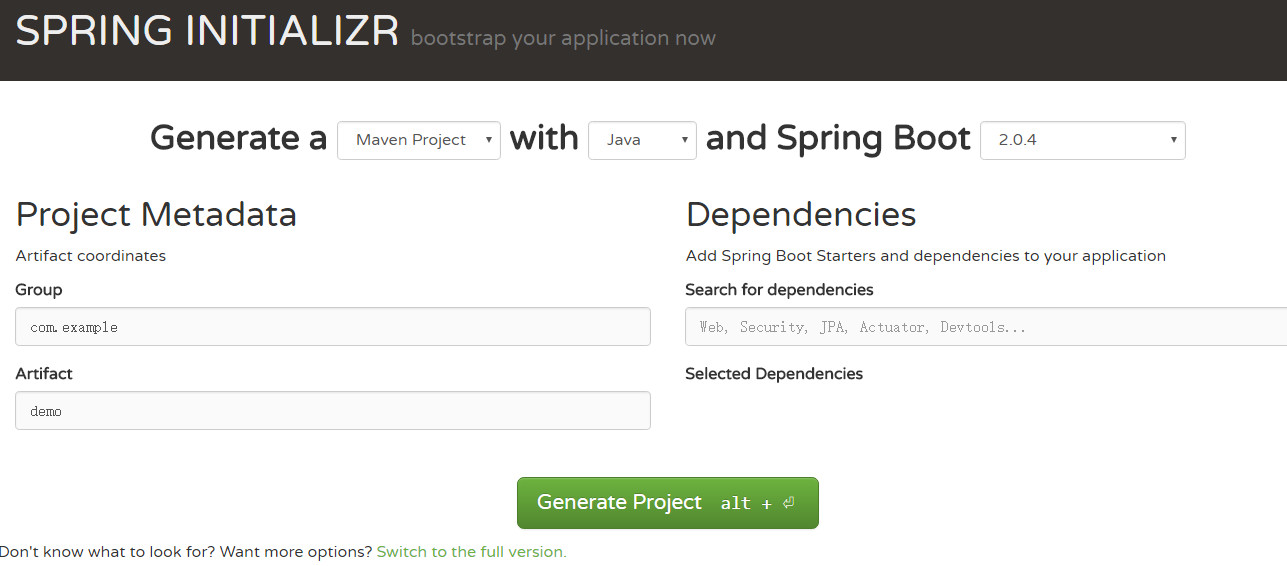 SPRING INITIALIZR bootstrap your application now
Generate a Maven Project with Java and Spring Boot 2.0.4
Project Metadata
Artifact coordinates
Group
com.example
Artifact
demo
Dependencies
Add Spring Boot Starters and dependencies to your application
Search for dependencies
Web, Security, JPA, Actuator, Devtools...
Selected Dependencies
Generate Project alt + ⏎
Don't know what to look for? Want more options? Switch to the full version.